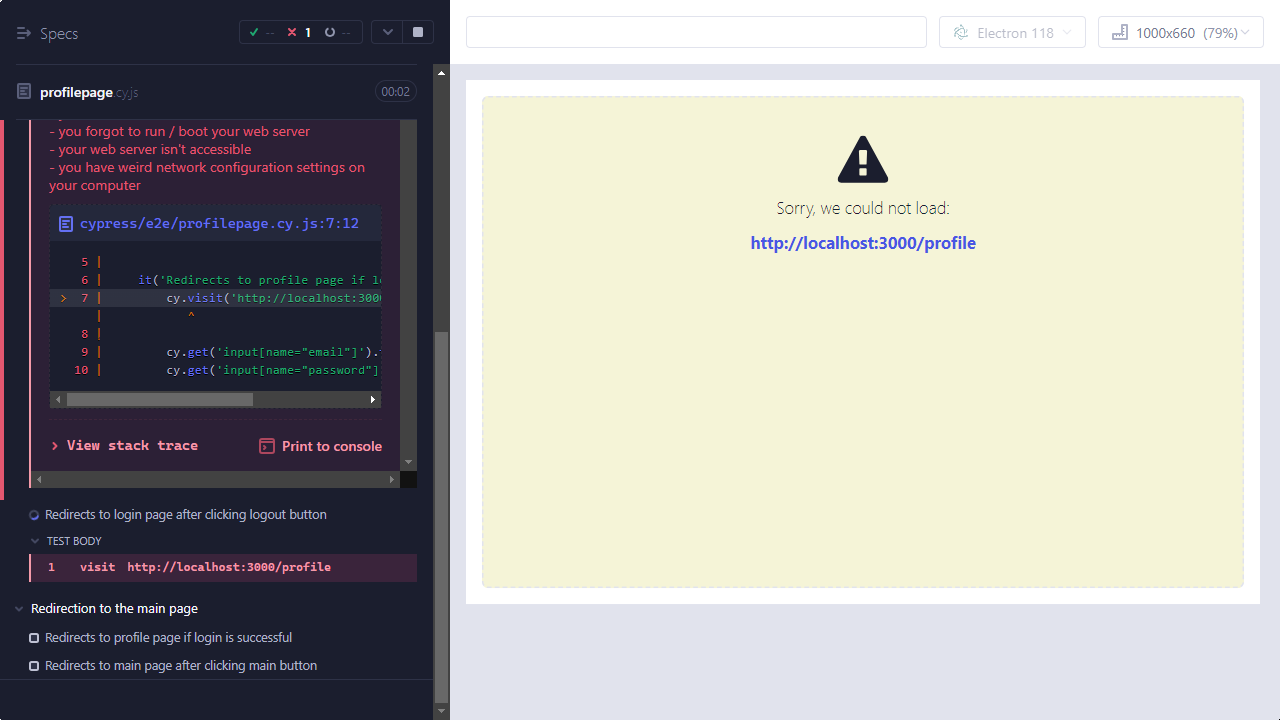 Specs
-- 1 --
Electron 118
1000x660 (79%)
profilepage.cy.js
00:02
- you forgot to run / boot your web server
- your web server isn't accessible
- you have weird network configuration settings on
your computer
cypress/e2e/profilepage.cy.js:7:12
5 |
6 | it('Redirects to profile page if l
> 7 | cy.visit('http://localhost:300
| ^
8 |
9 | cy.get('input[name="email"]').
10 | cy.get('input[name="password"]
View stack trace
Print to console
Redirects to login page after clicking logout button
TEST BODY
1 visit http://localhost:3000/profile
Redirection to the main page
Redirects to profile page if login is successful
Redirects to main page after clicking main button
Sorry, we could not load:
http://localhost:3000/profile